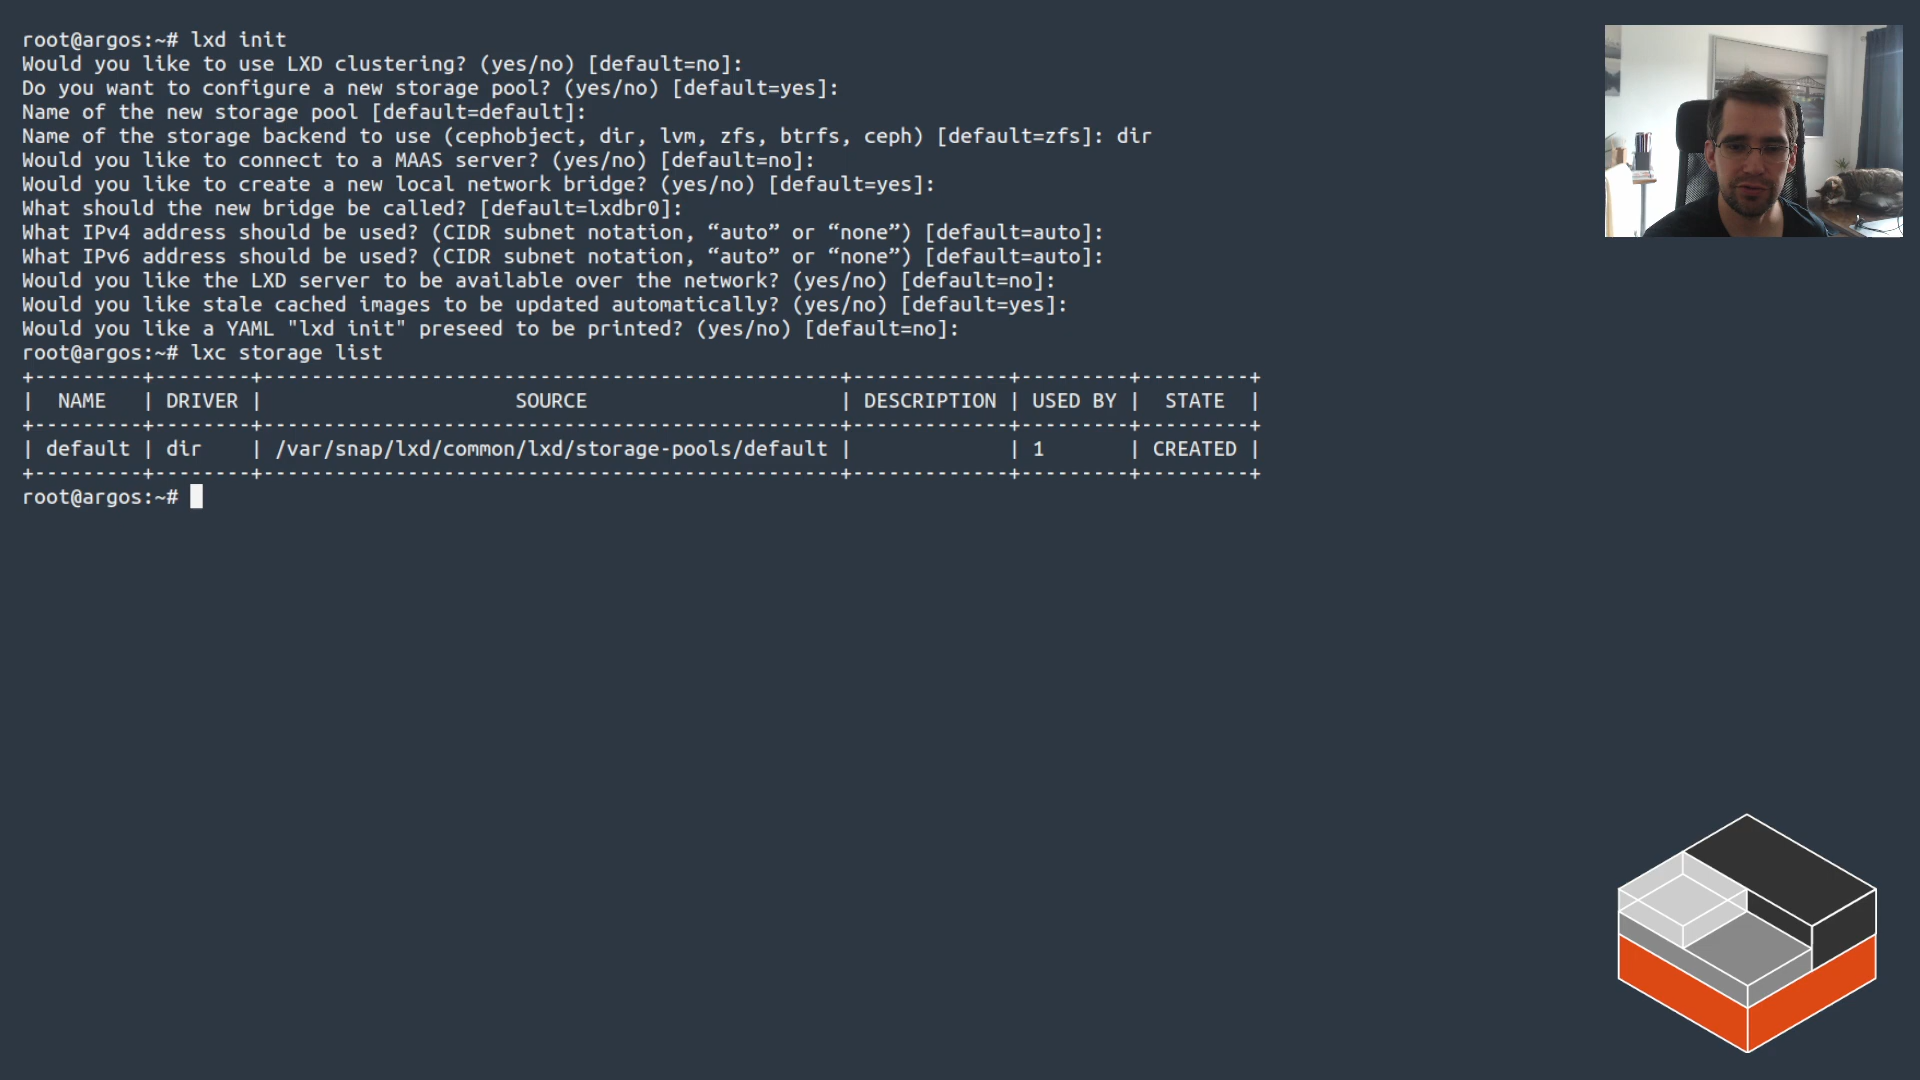 root@argos:~# lxd init
Would you like to use LXD clustering? (yes/no) [default=no]:
Do you want to configure a new storage pool? (yes/no) [default=yes]:
Name of the new storage pool [default=default]:
Name of the storage backend to use (cephobject, dir, lvm, zfs, btrfs, ceph) [default=zfs]: dir
Would you like to connect to a MAAS server? (yes/no) [default=no]:
Would you like to create a new local network bridge? (yes/no) [default=yes]:
What should the new bridge be called? [default=lxdbr0]:
What IPv4 address should be used? (CIDR subnet notation, “auto” or “none”) [default=auto]:
What IPv6 address should be used? (CIDR subnet notation, “auto” or “none”) [default=auto]:
Would you like the LXD server to be available over the network? (yes/no) [default=no]:
Would you like stale cached images to be updated automatically? (yes/no) [default=yes]:
Would you like a YAML "lxd init" preseed to be printed? (yes/no) [default=no]:
root@argos:~# lxc storage list
+---------+--------+------------------------------------------------+-------------+---------+---------+
|  NAME   | DRIVER |                     SOURCE                     | DESCRIPTION | USED BY |  STATE  |
+---------+--------+------------------------------------------------+-------------+---------+---------+
| default | dir    | /var/snap/lxd/common/lxd/storage-pools/default |             | 1       | CREATED |
+---------+--------+------------------------------------------------+-------------+---------+---------+
root@argos:~#